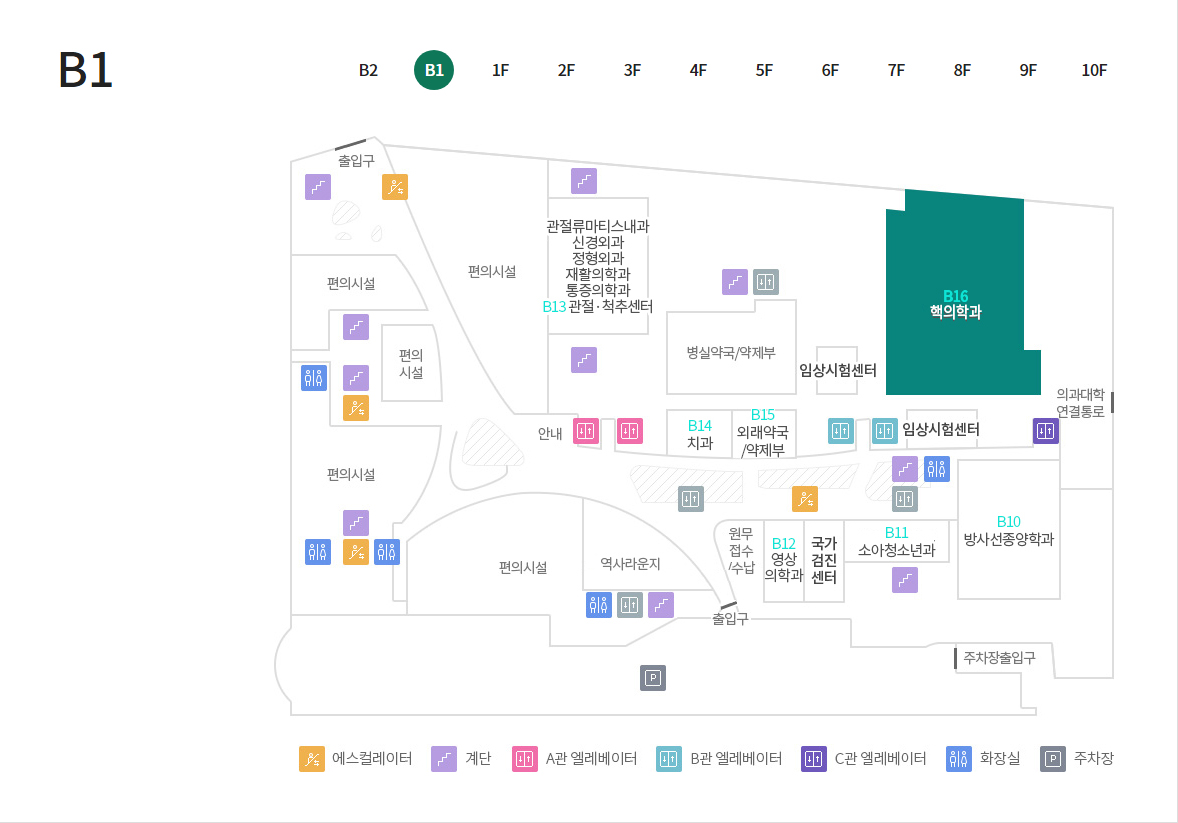 B1
B2 B1 1F 2F 3F 4F 5F 6F 7F 8F 9F 10F
출입구
편의시설
편의시설
관절류마티스내과
신경외과
정형외과
재활의학과
통증의학과
B13 관절·척추센터
B16
핵의학과
편의
시설
병실약국/약제부
임상시험센터
의과대학
연결통로
안내
B14
치과
B15
외래약국
/약제부
임상시험센터
편의시설
편의시설
역사라운지
원무
접수
/수납
B12
영상
의학과
국가
검진
센터
B11
소아청소년과
B10
방사선종양학과
출입구
주차장출입구
P
에스컬레이터 계단 A관 엘레베이터 B관 엘레베이터 C관 엘레베이터 화장실 P 주차장